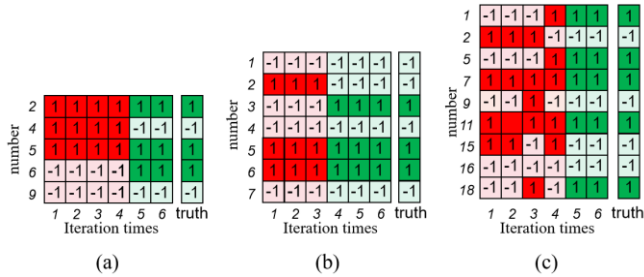 number
2 1 1 1 1 1 1 1
4 1 1 1 1 -1 -1 -1
5 1 1 1 1 1 1 1
6 -1 -1 -1 -1 1 1 1
9 -1 -1 -1 -1 -1 -1 -1
1 2 3 4 5 6 truth
Iteration times
(a)
number
1 -1 -1 -1 -1 -1 -1 -1
2 1 1 1 -1 -1 -1 -1
3 -1 -1 -1 1 1 1 1
4 -1 -1 -1 -1 -1 -1 -1
5 1 1 1 1 1 1 1
6 1 1 1 1 1 1 1
7 -1 -1 -1 -1 -1 -1 -1
1 2 3 4 5 6 truth
Iteration times
(b)
number
1 -1 -1 -1 1 1 1 1
2 1 1 1 -1 -1 -1 -1
5 -1 -1 -1 1 -1 -1 -1
7 1 1 1 1 1 1 1
9 -1 -1 1 -1 -1 -1 -1
11 1 1 1 1 1 1 1
15 1 1 -1 1 -1 -1 -1
16 -1 -1 -1 -1 -1 -1 -1
18 -1 -1 1 -1 1 1 1
1 2 3 4 5 6 truth
Iteration times
(c)